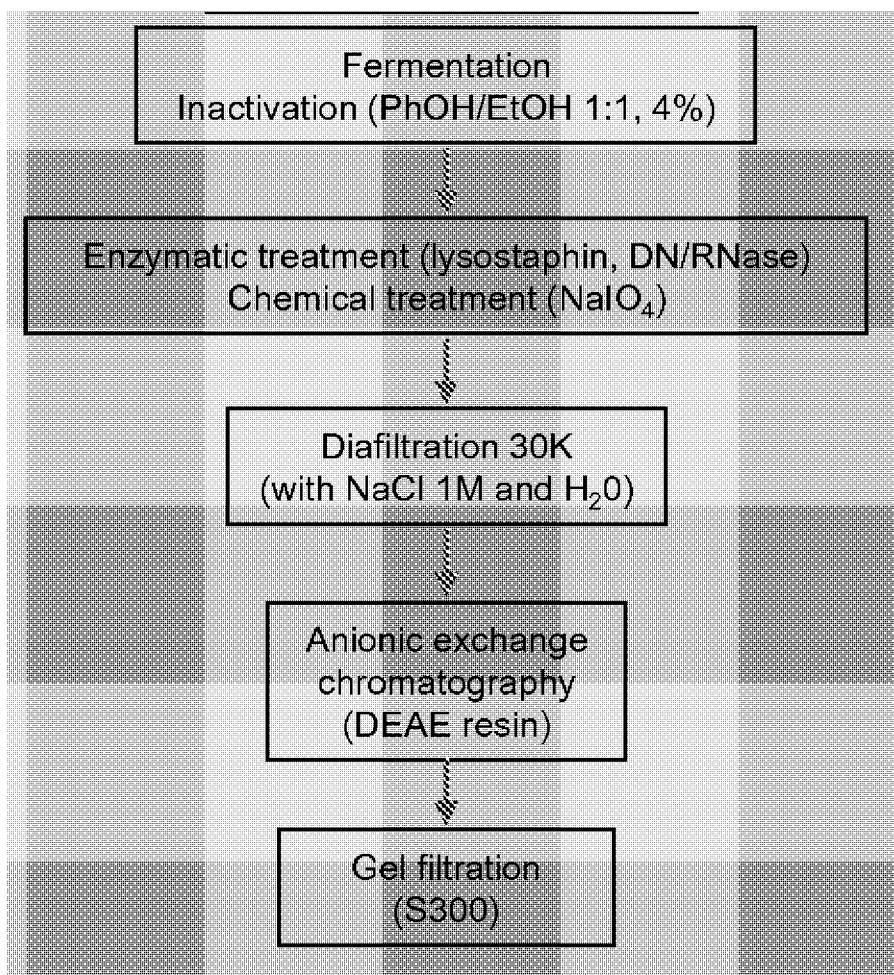 Fermentation
Inactivation (PhOH/EtOH 1:1, 4%)
Enzymatic treatment (lysostaphin, DN/RNase)
Chemical treatment (NaIO₄)
Diafiltration 30K
(with NaCl 1M and H₂0)
Anionic exchange
chromatography
(DEAE resin)
Gel filtration
(S300)